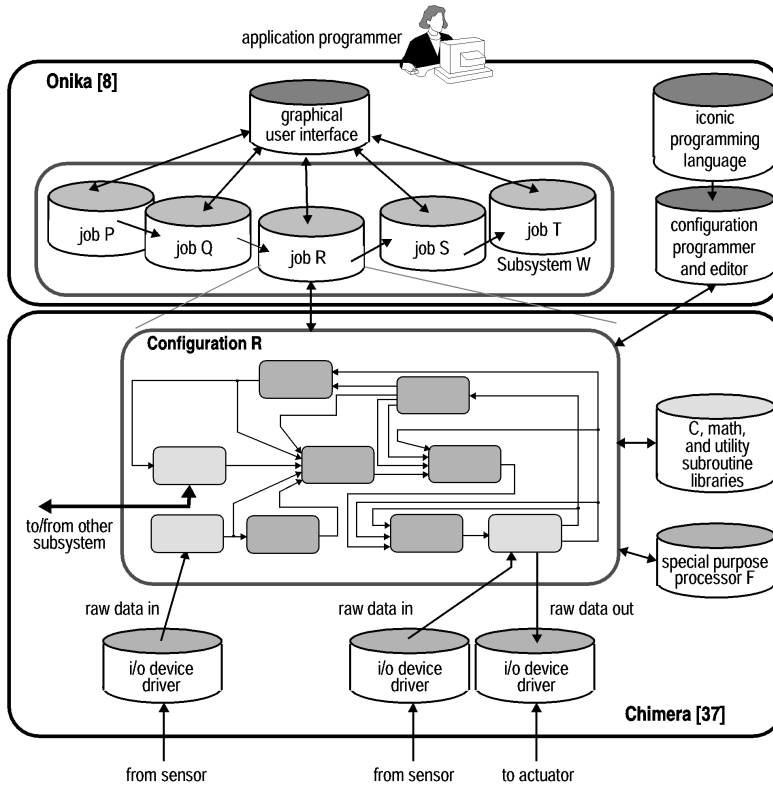 application programmer
Onika [8]
graphical
user interface
iconic
programming
language
job P
job Q
job R
job S
job T
Subsystem W
configuration
programmer
and editor
Configuration R
C, math,
and utility
subroutine
libraries
to/from other
subsystem
special purpose
processor F
raw data in
raw data in
raw data out
i/o device
driver
i/o device
driver
i/o device
driver
Chimera [37]
from sensor
from sensor
to actuator